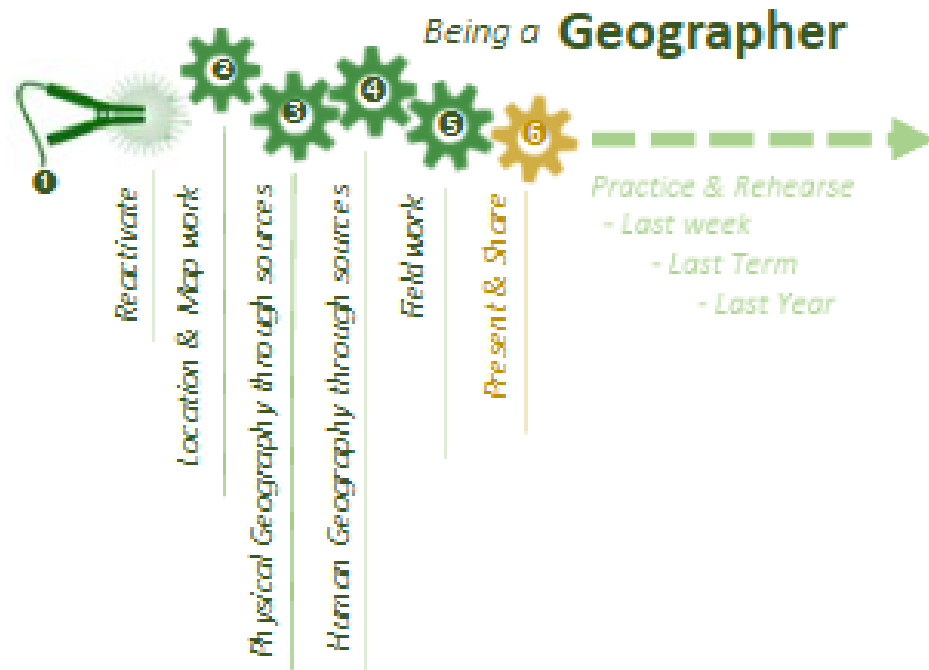 Being a Geographer
1
2
3
4
5
6
Reactivate
Location & Map work
Physical Geography through sources
Human Geography through sources
Fieldwork
Present & Share
Practice & Rehearse
- Last week
- Last Term
- Last Year